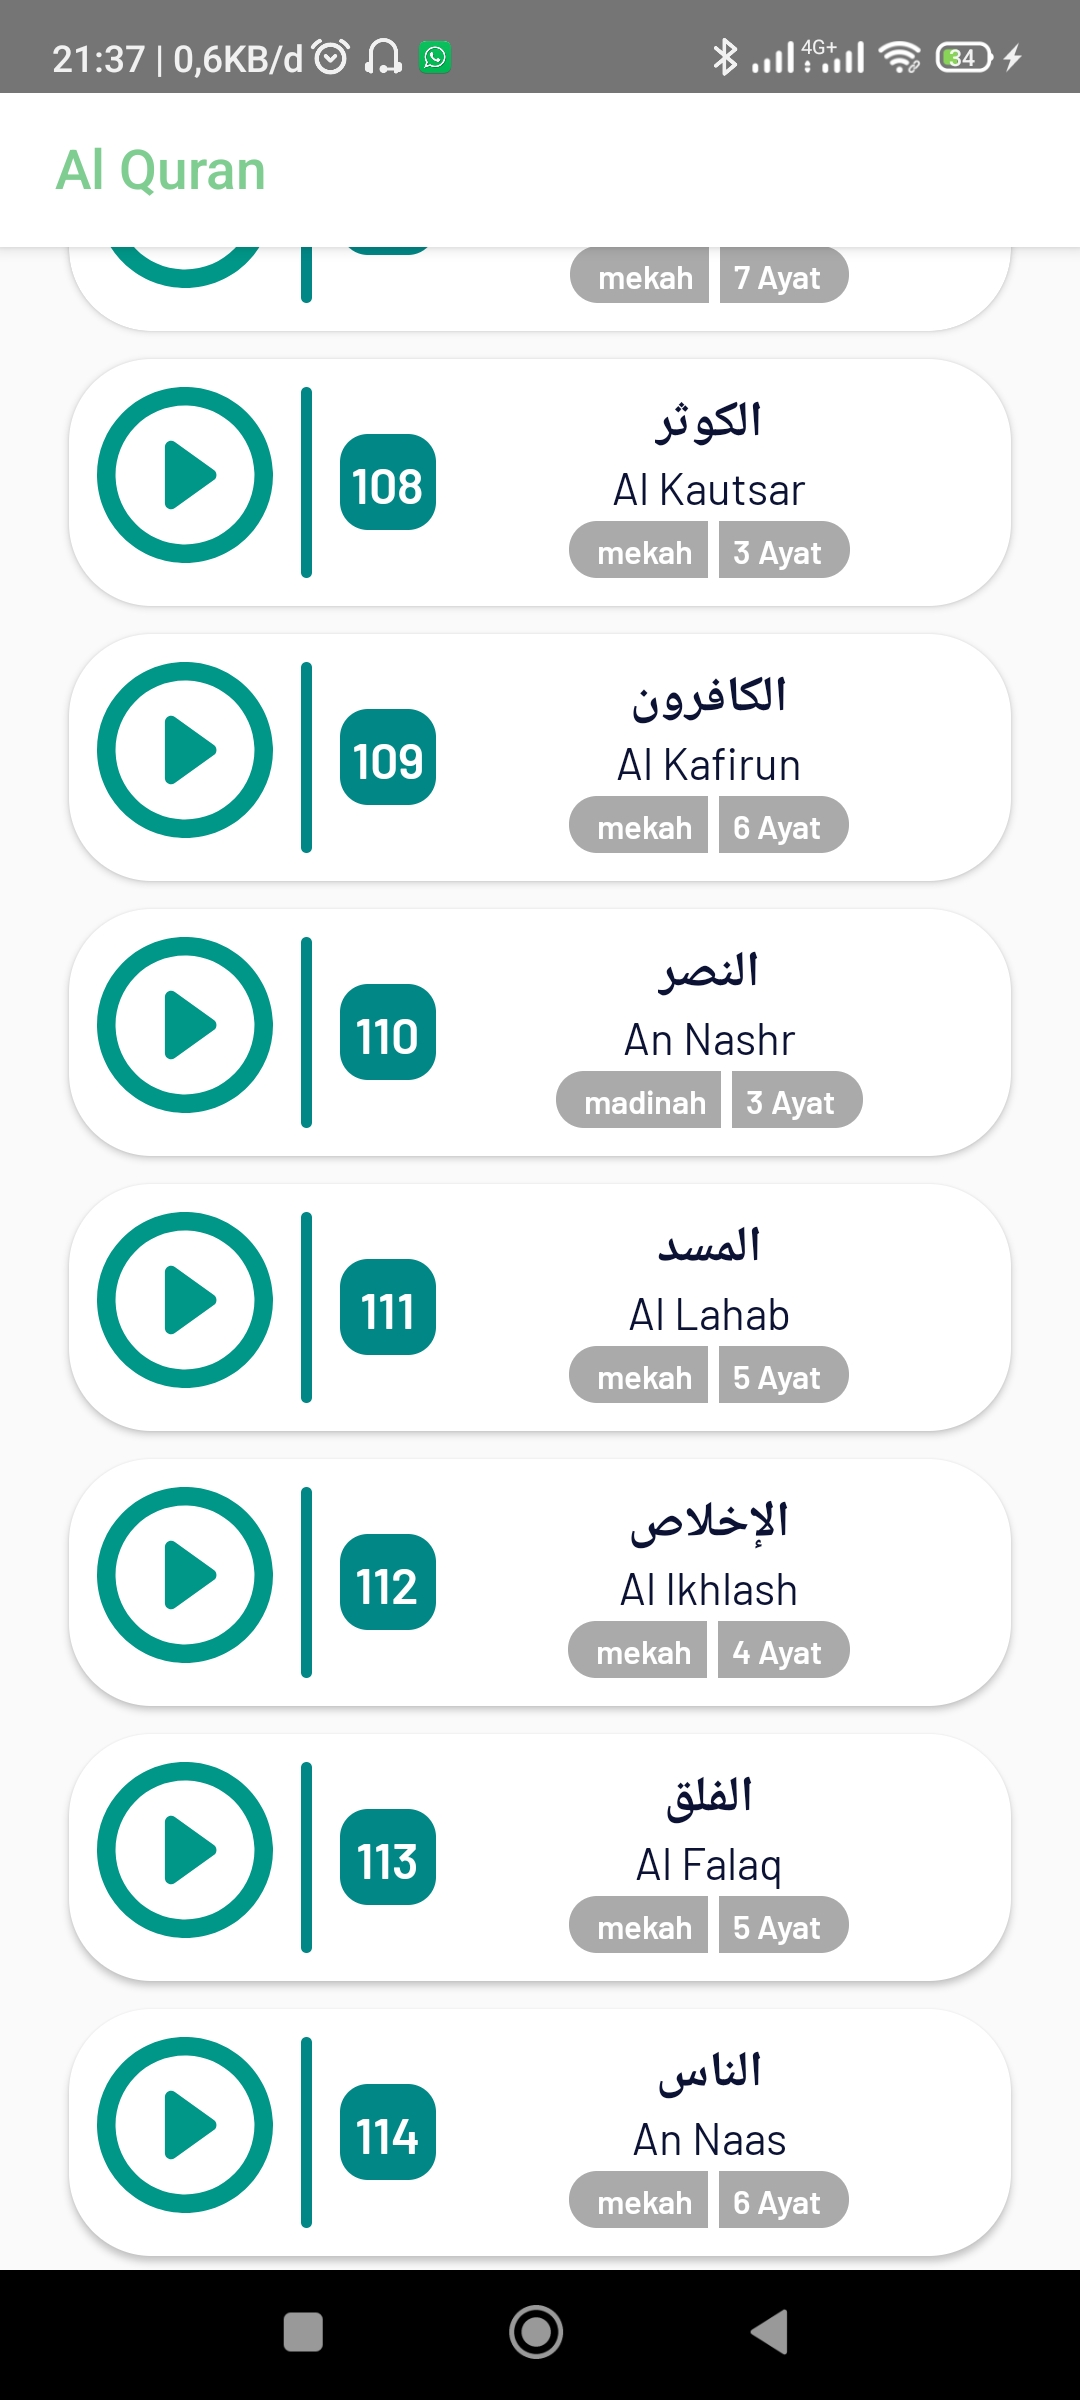 21:37 | 0,6KB/d 4G+ 34
Al Quran
mekah 7 Ayat
الكوثر
108
Al Kautsar
mekah 3 Ayat
الكافرون
109
Al Kafirun
mekah 6 Ayat
النصر
110
An Nashr
madinah 3 Ayat
المسد
111
Al Lahab
mekah 5 Ayat
الإخلاص
112
Al Ikhlash
mekah 4 Ayat
الفلق
113
Al Falaq
mekah 5 Ayat
الناس
114
An Naas
mekah 6 Ayat